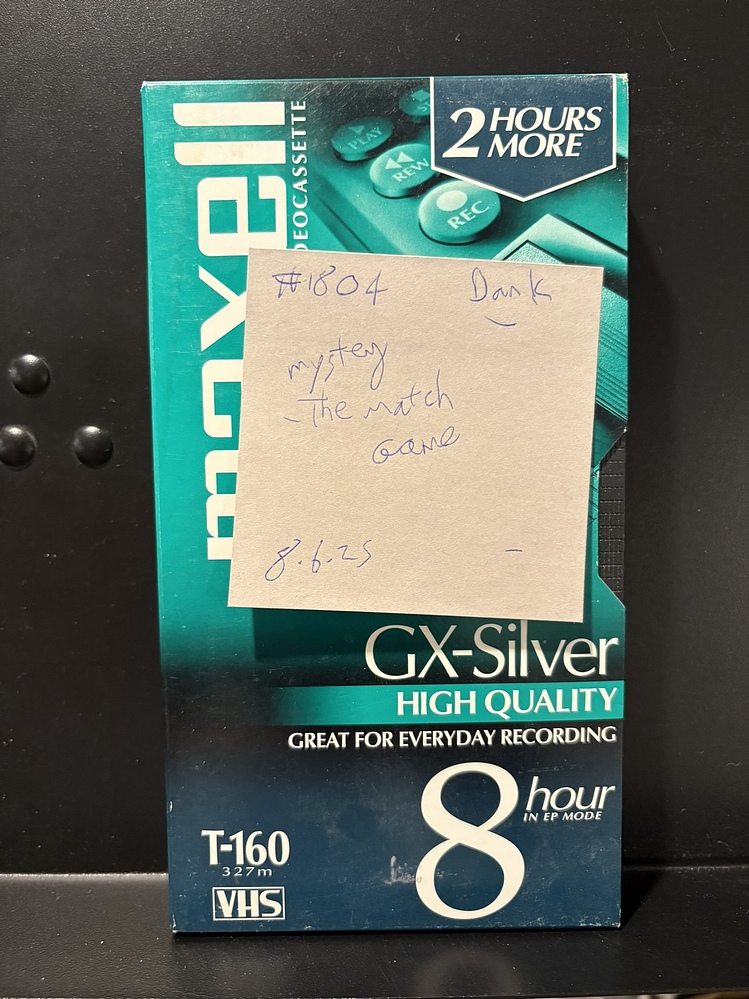 2 HOURS
MORE
maxell
DEOCASSETTE
PLAY
REW
REC
#1804 Dank
mystery
- The match
game
8.6.25 -
GX-Silver
HIGH QUALITY
GREAT FOR EVERYDAY RECORDING
8 hour
IN EP MODE
T-160
327m
VHS